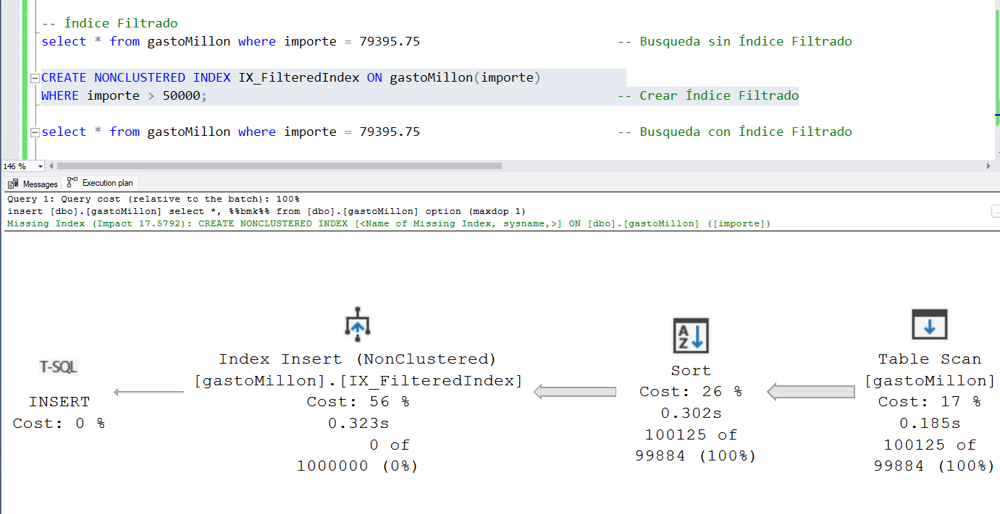 -- Índice Filtrado
select * from gastoMillon where importe = 79395.75 -- Busqueda sin Índice Filtrado
CREATE NONCLUSTERED INDEX IX_FilteredIndex ON gastoMillon(importe)
WHERE importe > 50000; -- Crear Índice Filtrado
select * from gastoMillon where importe = 79395.75 -- Busqueda con Índice Filtrado
146 %
Messages Execution plan
Query 1: Query cost (relative to the batch): 100%
insert [dbo].[gastoMillon] select *, %%bmk%% from [dbo].[gastoMillon] option (maxdop 1)
Missing Index (Impact 17.5792): CREATE NONCLUSTERED INDEX [<Name of Missing Index, sysname,>] ON [dbo].[gastoMillon] ([importe])
T-SQL
INSERT
Cost: 0 %
Index Insert (NonClustered)
[gastoMillon].[IX_FilteredIndex]
Cost: 56 %
0.323s
0 of
1000000 (0%)
A
Z
Sort
Cost: 26 %
0.302s
100125 of
99884 (100%)
Table Scan
[gastoMillon]
Cost: 17 %
0.185s
100125 of
99884 (100%)